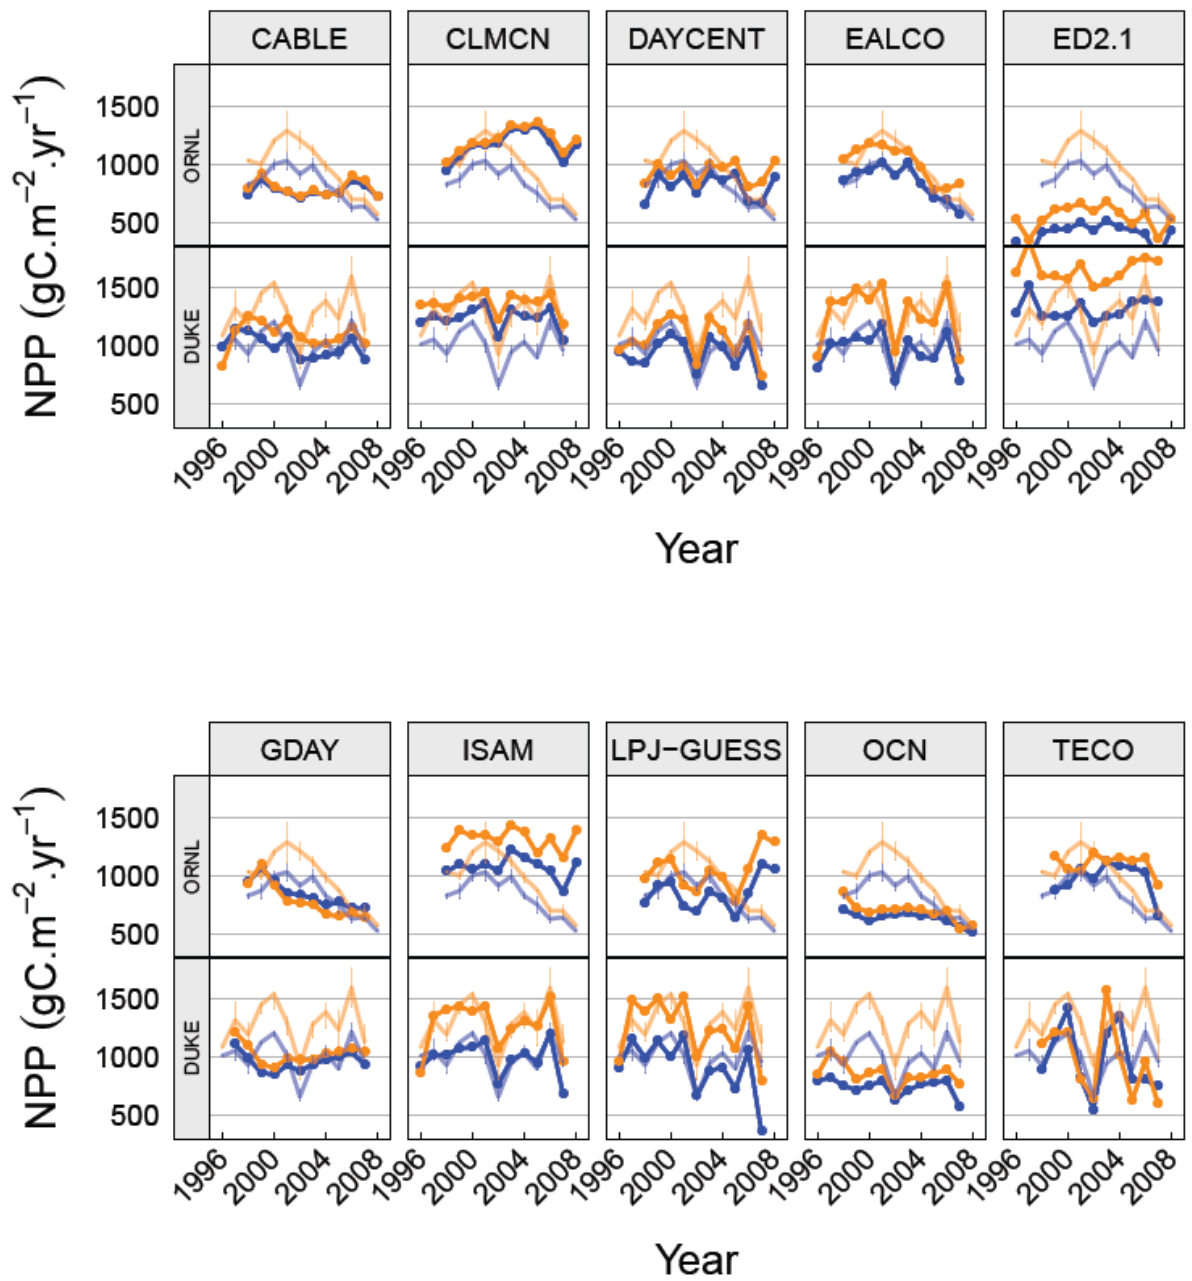 CABLE CLMCN DAYCENT EALCO ED2.1
NPP (gC.m−2.yr−1)
ORNL
1500
1000
500
DUKE
1500
1000
500
1996 2000 2004 2008 1996 2000 2004 2008 1996 2000 2004 2008 1996 2000 2004 2008 1996 2000 2004 2008
Year
GDAY ISAM LPJ−GUESS OCN TECO
NPP (gC.m−2.yr−1)
ORNL
1500
1000
500
DUKE
1500
1000
500
1996 2000 2004 2008 1996 2000 2004 2008 1996 2000 2004 2008 1996 2000 2004 2008 1996 2000 2004 2008
Year